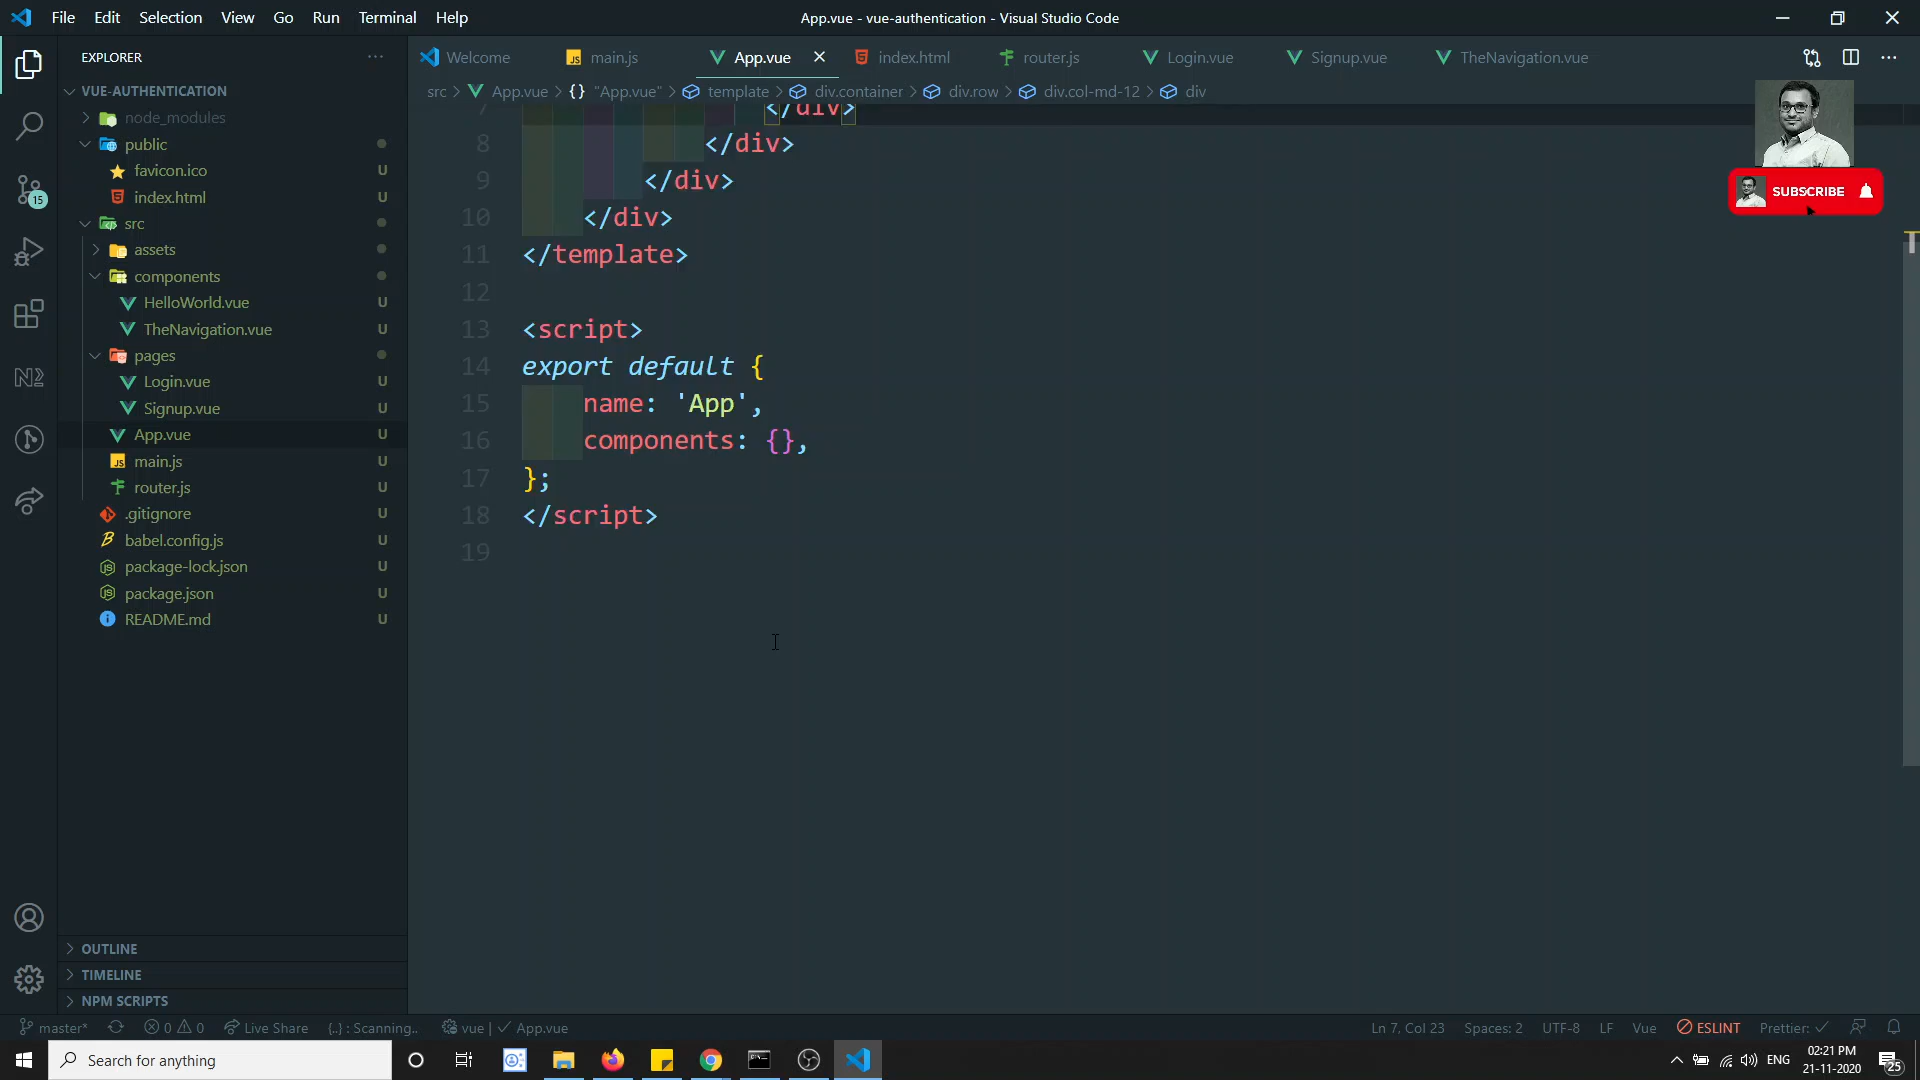 File Edit Selection View Go Run Terminal Help
App.vue - vue-authentication - Visual Studio Code
EXPLORER
VUE-AUTHENTICATION
node_modules
public
favicon.ico U
index.html U
src
assets
components
HelloWorld.vue U
TheNavigation.vue U
pages
Login.vue U
Signup.vue U
App.vue U
main.js U
router.js U
.gitignore U
babel.config.js U
package-lock.json U
package.json U
README.md U
OUTLINE
TIMELINE
NPM SCRIPTS
15
Welcome main.js App.vue index.html router.js Login.vue Signup.vue TheNavigation.vue
src > App.vue > {} "App.vue" > template > div.container > div.row > div.col-md-12 > div
7 </div>
8 </div>
9 </div>
10 </div>
11 </template>
12
13 <script>
14 export default {
15 name: 'App',
16 components: {},
17 };
18 </script>
19
SUBSCRIBE
master* 0 0 Live Share {..} : Scanning.. vue | App.vue
Ln 7, Col 23 Spaces: 2 UTF-8 LF Vue ESLINT Prettier:
Search for anything
ENG
02:21 PM
21-11-2020
25